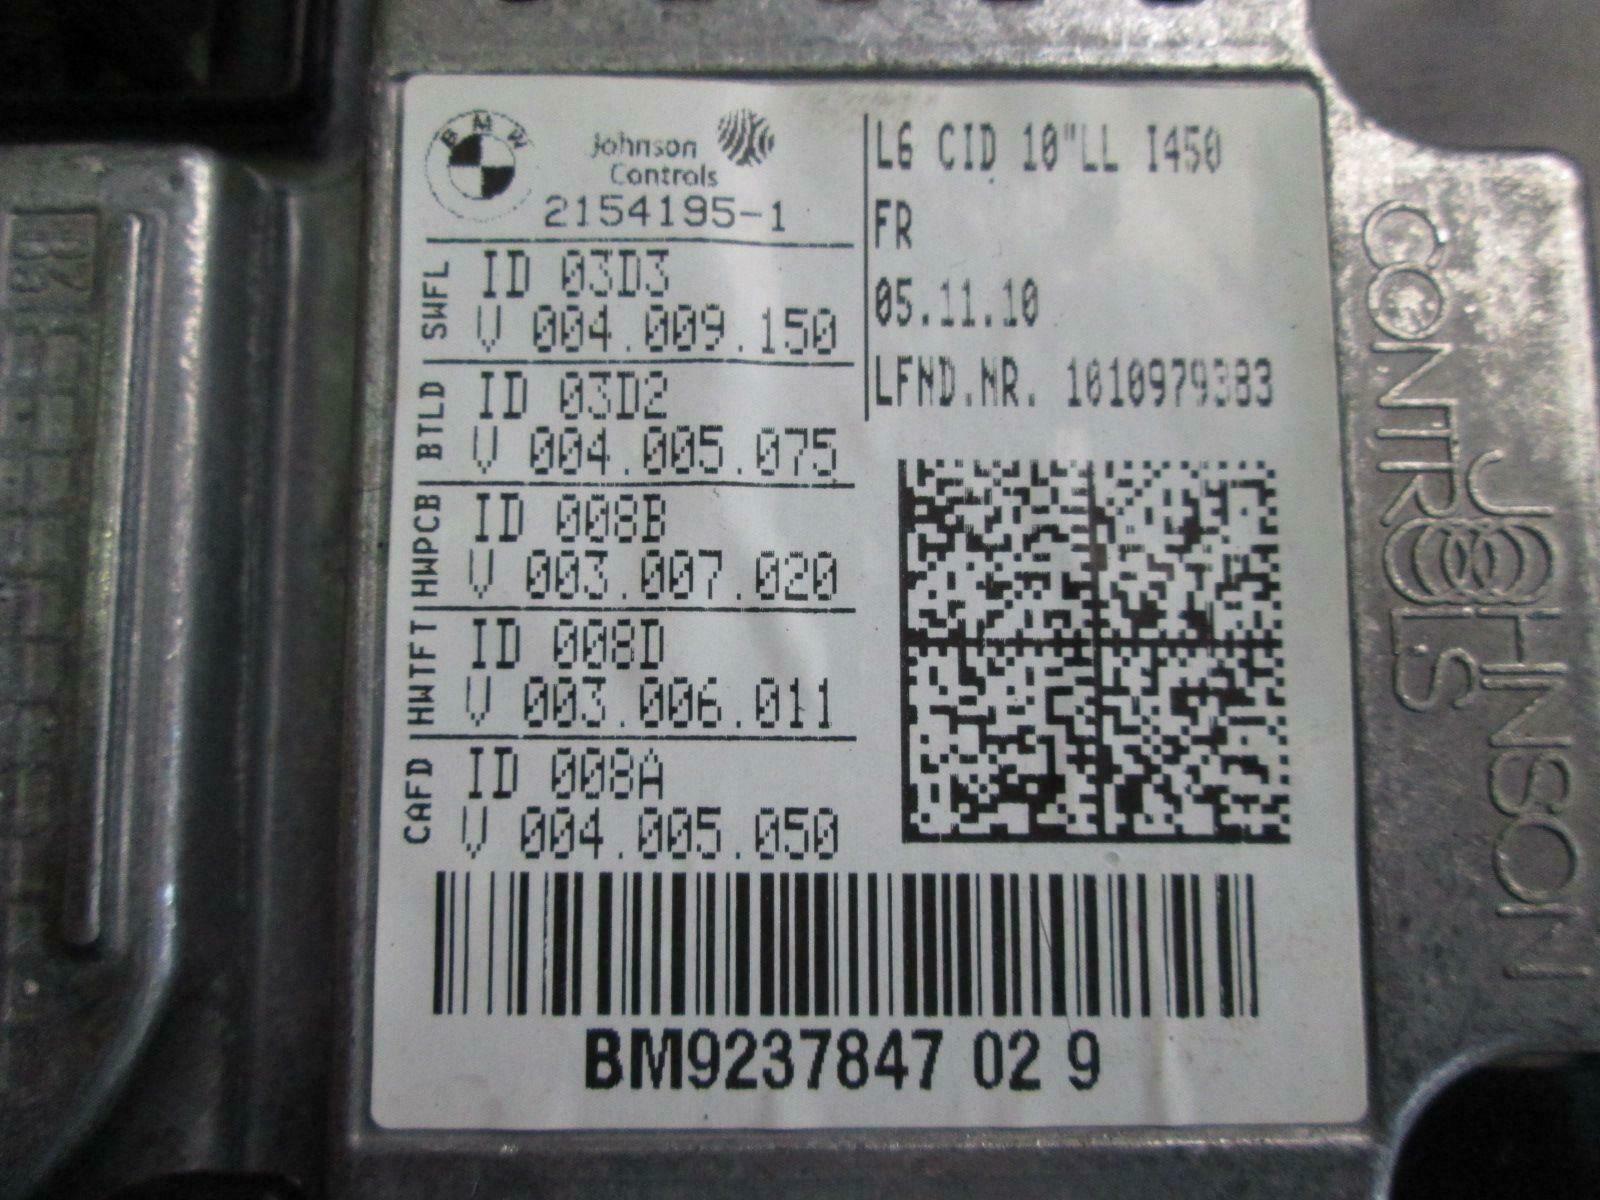 BMW
Johnson
Controls
2154195-1
L6 CID 10"LL I450
FR
05.11.10
LFND.NR. 1010979383
SWFL
ID 03D3
V 004.009.150
BTLD
ID 03D2
V 004.005.075
HWPCB
ID 008B
V 003.007.020
HWTFT
ID 008D
V 003.006.011
CAFD
ID 008A
V 004.005.050
BM9237847 02 9
JOHNSON
CONTROLS